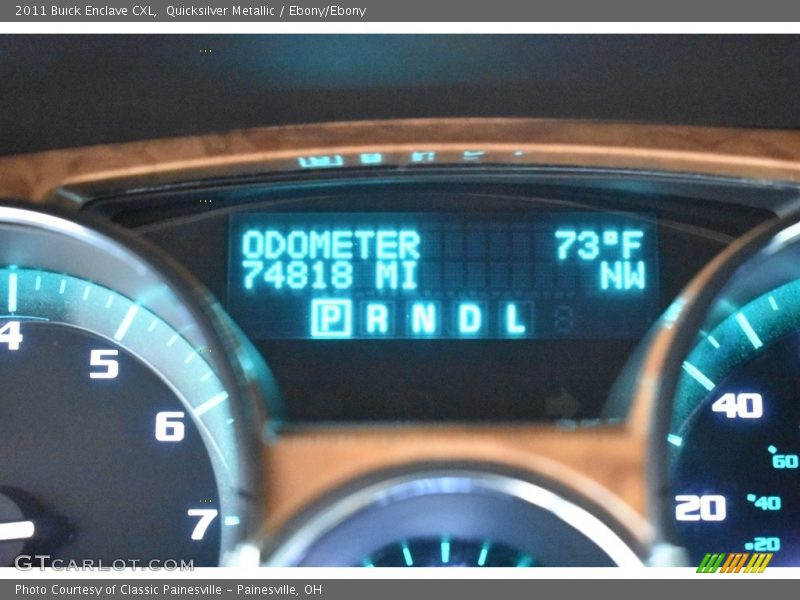 2011 Buick Enclave CXL,  Quicksilver Metallic / Ebony/Ebony
ODOMETER 73°F
74818 MI NW
P R N D L
4
5
6
7
40
20
60
40
20
GTCARLOT.COM
Photo Courtesy of Classic Painesville – Painesville, OH